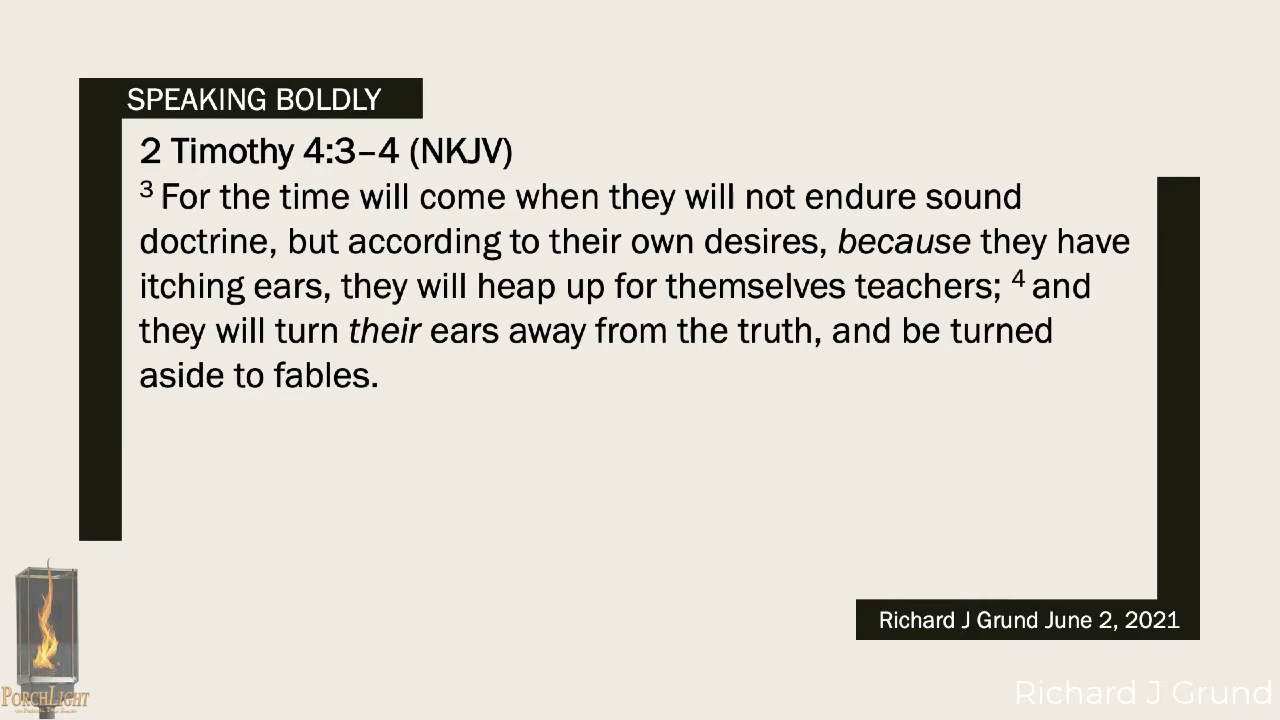 SPEAKING BOLDLY
2 Timothy 4:3–4 (NKJV)
3 For the time will come when they will not endure sound
doctrine, but according to their own desires, because they have
itching ears, they will heap up for themselves teachers; 4 and
they will turn their ears away from the truth, and be turned
aside to fables.
Richard J Grund June 2, 2021
PORCHLIGHT
Richard J Grund